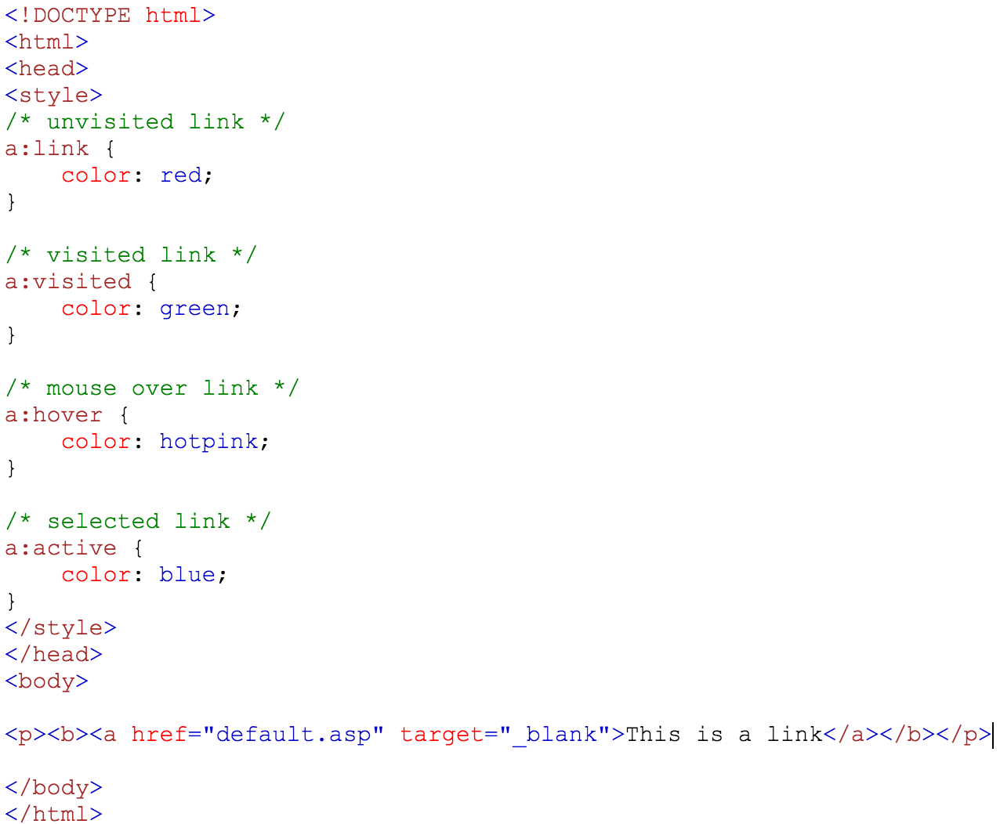 <!DOCTYPE html>
<html>
<head>
<style>
/* unvisited link */
a:link {
    color: red;
}

/* visited link */
a:visited {
    color: green;
}

/* mouse over link */
a:hover {
    color: hotpink;
}

/* selected link */
a:active {
    color: blue;
}
</style>
</head>
<body>

<p><b><a href="default.asp" target="_blank">This is a link</a></b></p>

</body>
</html>